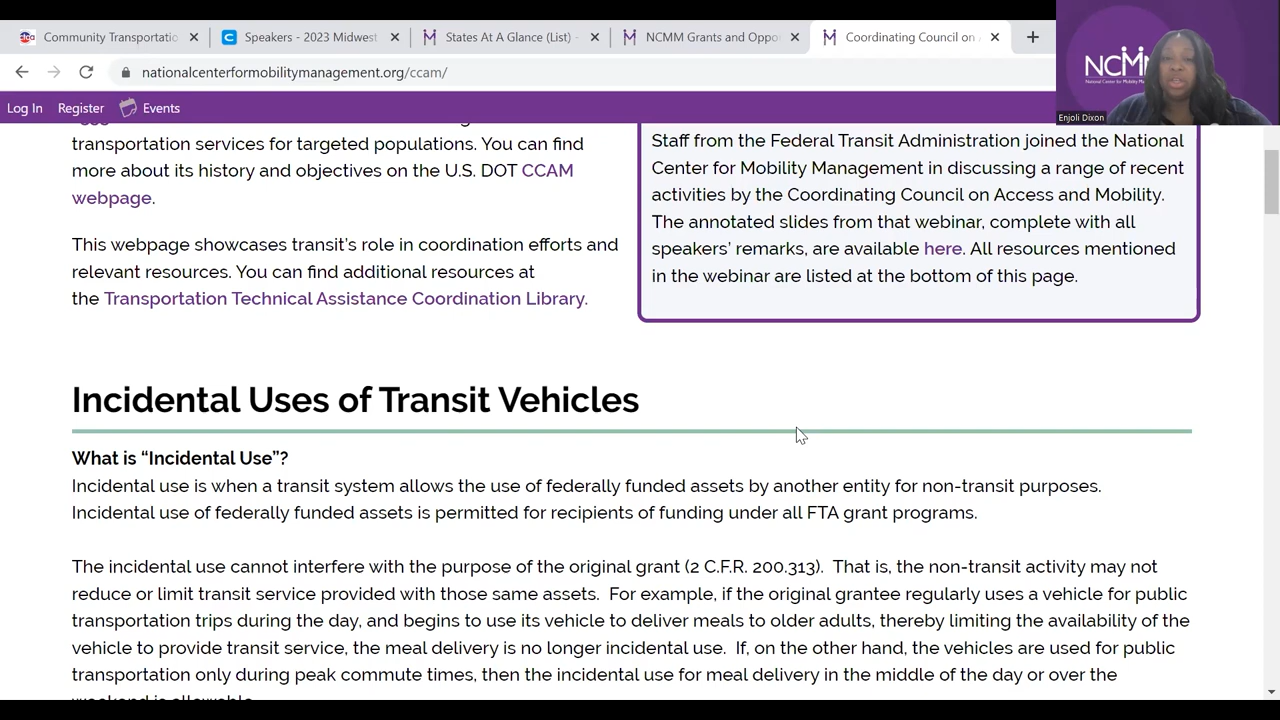 Community Transportatio
Speakers - 2023 Midwest
States At A Glance (List) -
NCMM Grants and Oppo
Coordinating Council on
nationalcenterformobilitymanagement.org/ccam/
NCMM
Enjoli Dixon
Log In
Register
Events
transportation services for targeted populations. You can find
more about its history and objectives on the U.S. DOT CCAM
webpage.
This webpage showcases transit's role in coordination efforts and
relevant resources. You can find additional resources at
the Transportation Technical Assistance Coordination Library.
Staff from the Federal Transit Administration joined the National
Center for Mobility Management in discussing a range of recent
activities by the Coordinating Council on Access and Mobility.
The annotated slides from that webinar, complete with all
speakers' remarks, are available here. All resources mentioned
in the webinar are listed at the bottom of this page.
Incidental Uses of Transit Vehicles
What is “Incidental Use”?
Incidental use is when a transit system allows the use of federally funded assets by another entity for non-transit purposes.
Incidental use of federally funded assets is permitted for recipients of funding under all FTA grant programs.
The incidental use cannot interfere with the purpose of the original grant (2 C.F.R. 200.313).  That is, the non-transit activity may not
reduce or limit transit service provided with those same assets.  For example, if the original grantee regularly uses a vehicle for public
transportation trips during the day, and begins to use its vehicle to deliver meals to older adults, thereby limiting the availability of the
vehicle to provide transit service, the meal delivery is no longer incidental use.  If, on the other hand, the vehicles are used for public
transportation only during peak commute times, then the incidental use for meal delivery in the middle of the day or over the
weekend is allowable.